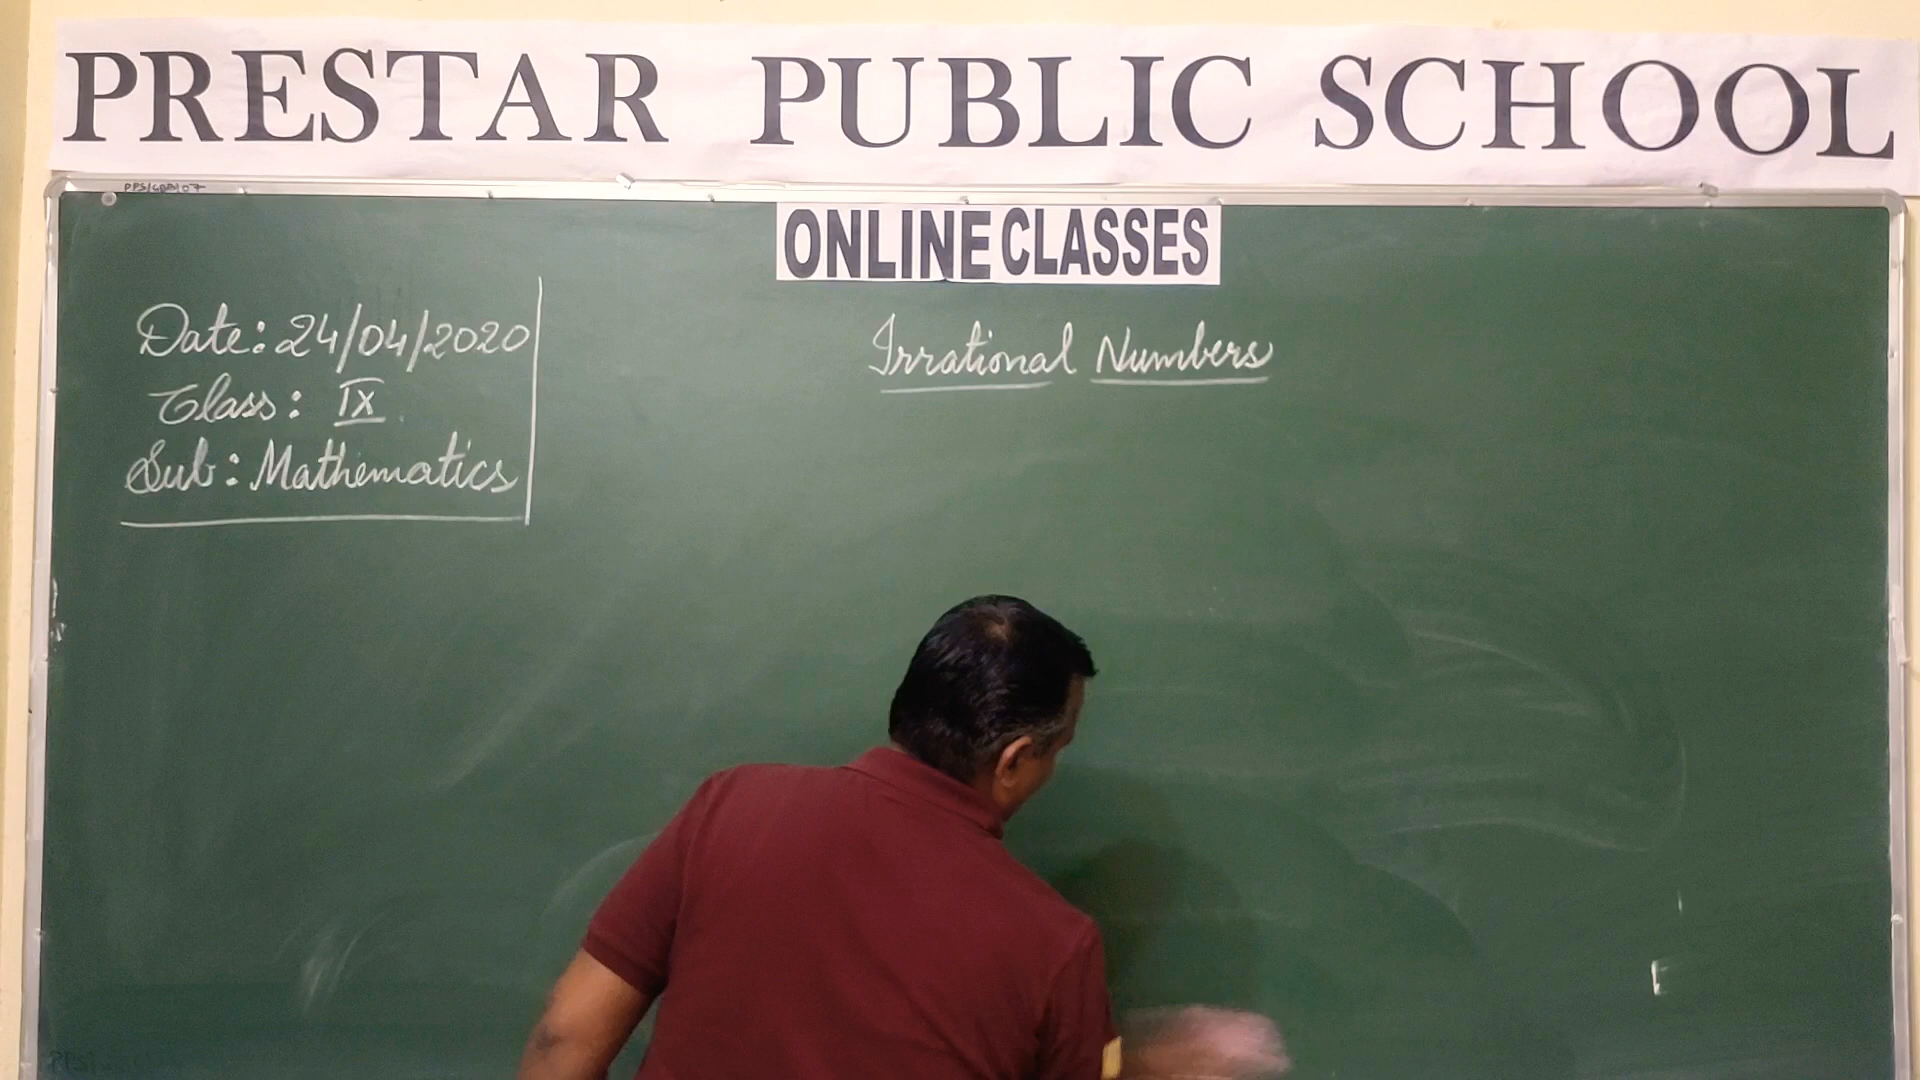 PRESTAR PUBLIC SCHOOL
ONLINE CLASSES
Date: 24/04/2020
Class: IX
Sub: Mathematics
Irrational Numbers